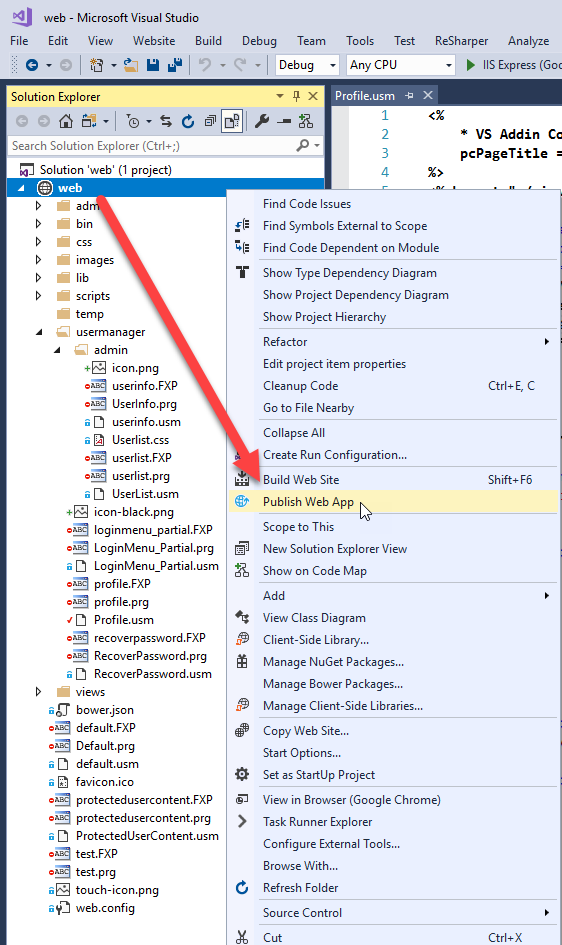 web - Microsoft Visual Studio
File Edit View Website Build Debug Team Tools Test ReSharper Analyze
Debug Any CPU IIS Express (Goo
Solution Explorer
Profile.usm
Search Solution Explorer (Ctrl+;)
1 <%
2 * VS Addin Co
3 pcPageTitle =
4 %>
5
Solution 'web' (1 project)
web
adm
bin
css
images
lib
scripts
temp
usermanager
admin
icon.png
userinfo.FXP
UserInfo.prg
userinfo.usm
Userlist.css
userlist.FXP
userlist.prg
UserList.usm
icon-black.png
loginmenu_partial.FXP
LoginMenu_Partial.prg
LoginMenu_Partial.usm
profile.FXP
profile.prg
Profile.usm
recoverpassword.FXP
RecoverPassword.prg
RecoverPassword.usm
views
bower.json
default.FXP
Default.prg
default.usm
favicon.ico
protectedusercontent.FXP
protectedusercontent.prg
ProtectedUserContent.usm
test.FXP
test.prg
touch-icon.png
web.config
Find Code Issues
Find Symbols External to Scope
Find Code Dependent on Module
Show Type Dependency Diagram
Show Project Dependency Diagram
Show Project Hierarchy
Refactor
Edit project item properties
Cleanup Code Ctrl+E, C
Go to File Nearby
Collapse All
Create Run Configuration...
Build Web Site Shift+F6
Publish Web App
Scope to This
New Solution Explorer View
Show on Code Map
Add
View Class Diagram
Client-Side Library...
Manage NuGet Packages...
Manage Bower Packages...
Manage Client-Side Libraries...
Copy Web Site...
Start Options...
Set as StartUp Project
View in Browser (Google Chrome)
Task Runner Explorer
Configure External Tools...
Browse With...
Refresh Folder
Source Control
Cut Ctrl+X